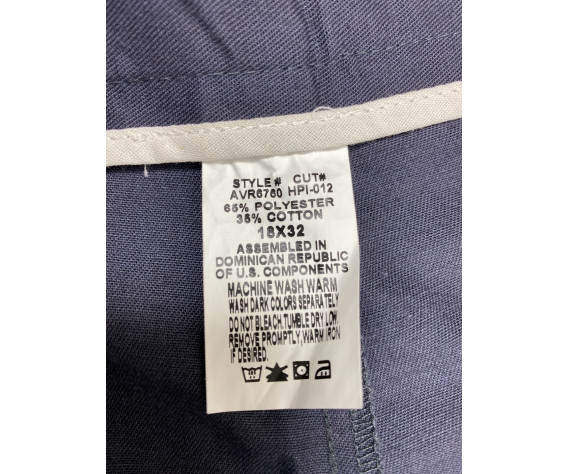 STYLE# CUT#
AVR6760 HPI-012
65% POLYESTER
35% COTTON
18X32
ASSEMBLED IN
DOMINICAN REPUBLIC
OF U.S. COMPONENTS
MACHINE WASH WARM
WASH DARK COLORS SEPARATELY
DO NOT BLEACH.TUMBLE DRY LOW
REMOVE PROMPTLY, WARM IRON
IF DESIRED.